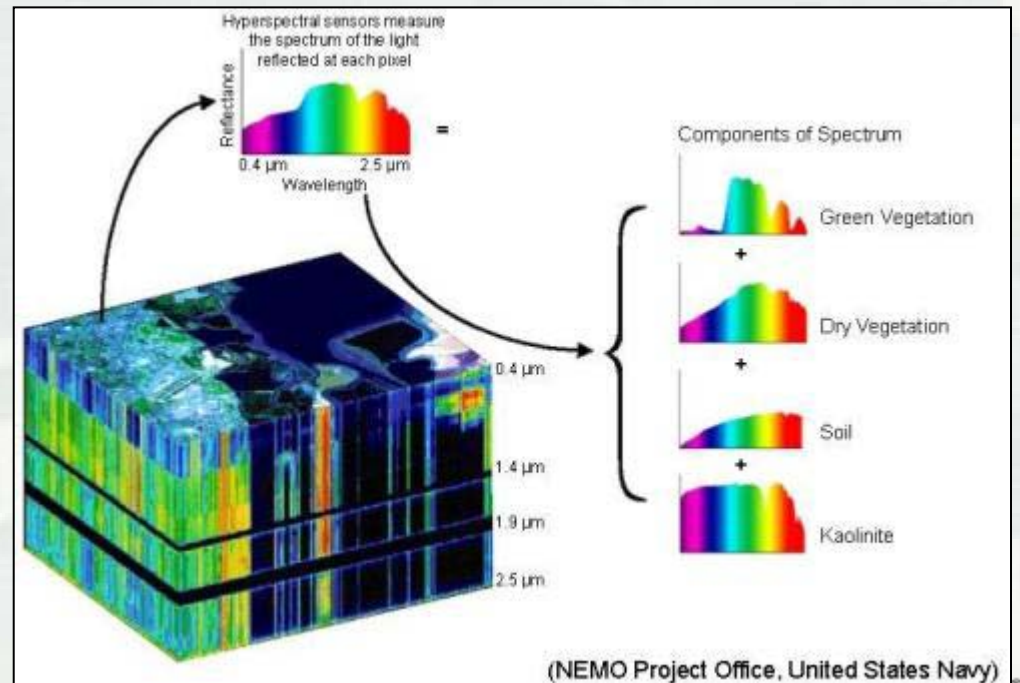 Hyperspectral sensors measure
the spectrum of the light
reflected at each pixel
Reflectance
0.4 µm
2.5 µm
Wavelength
=
Components of Spectrum
Green Vegetation
+
Dry Vegetation
+
Soil
+
Kaolinite
0.4 µm
1.4 µm
1.9 µm
2.5 µm
(NEMO Project Office, United States Navy)